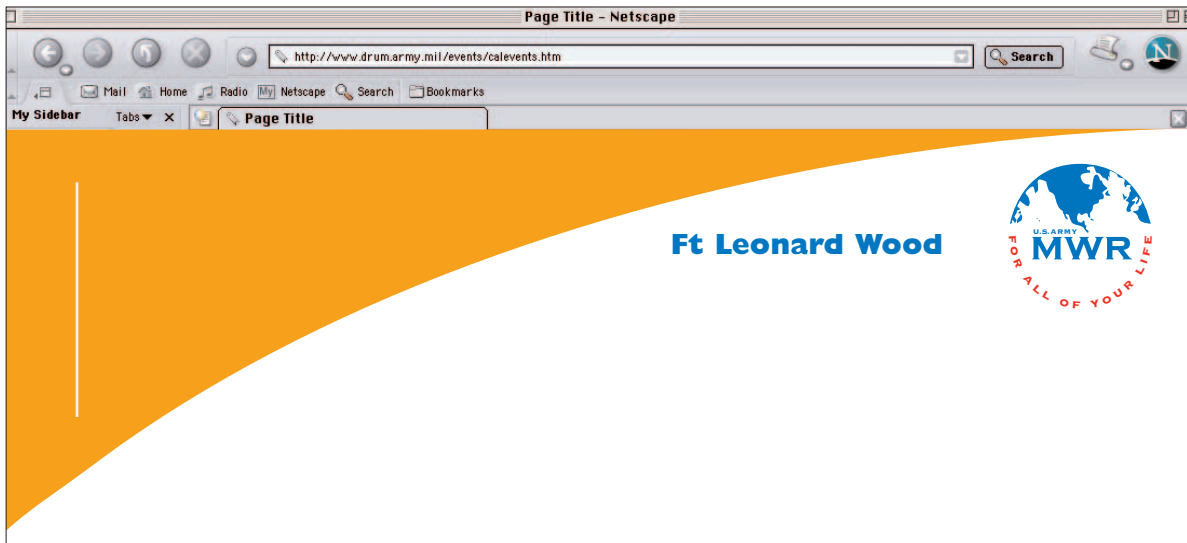 Page Title - Netscape
http://www.drum.army.mil/events/calevents.htm
Search
N
Mail Home Radio My Netscape Search Bookmarks
My Sidebar Tabs Page Title
Ft Leonard Wood
U.S. ARMY
MWR
FOR ALL OF YOUR LIFE